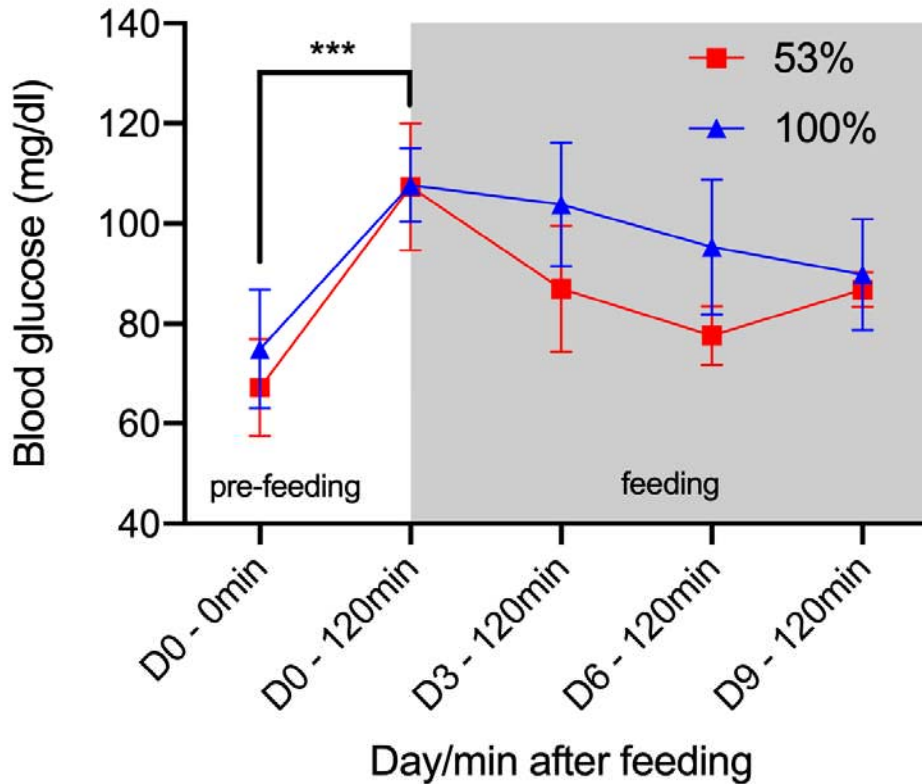 140
120
100
80
60
40
Blood glucose (mg/dl)
***
53%
100%
pre-feeding
feeding
D0 - 0min
D0 - 120min
D3 - 120min
D6 - 120min
D9 - 120min
Day/min after feeding